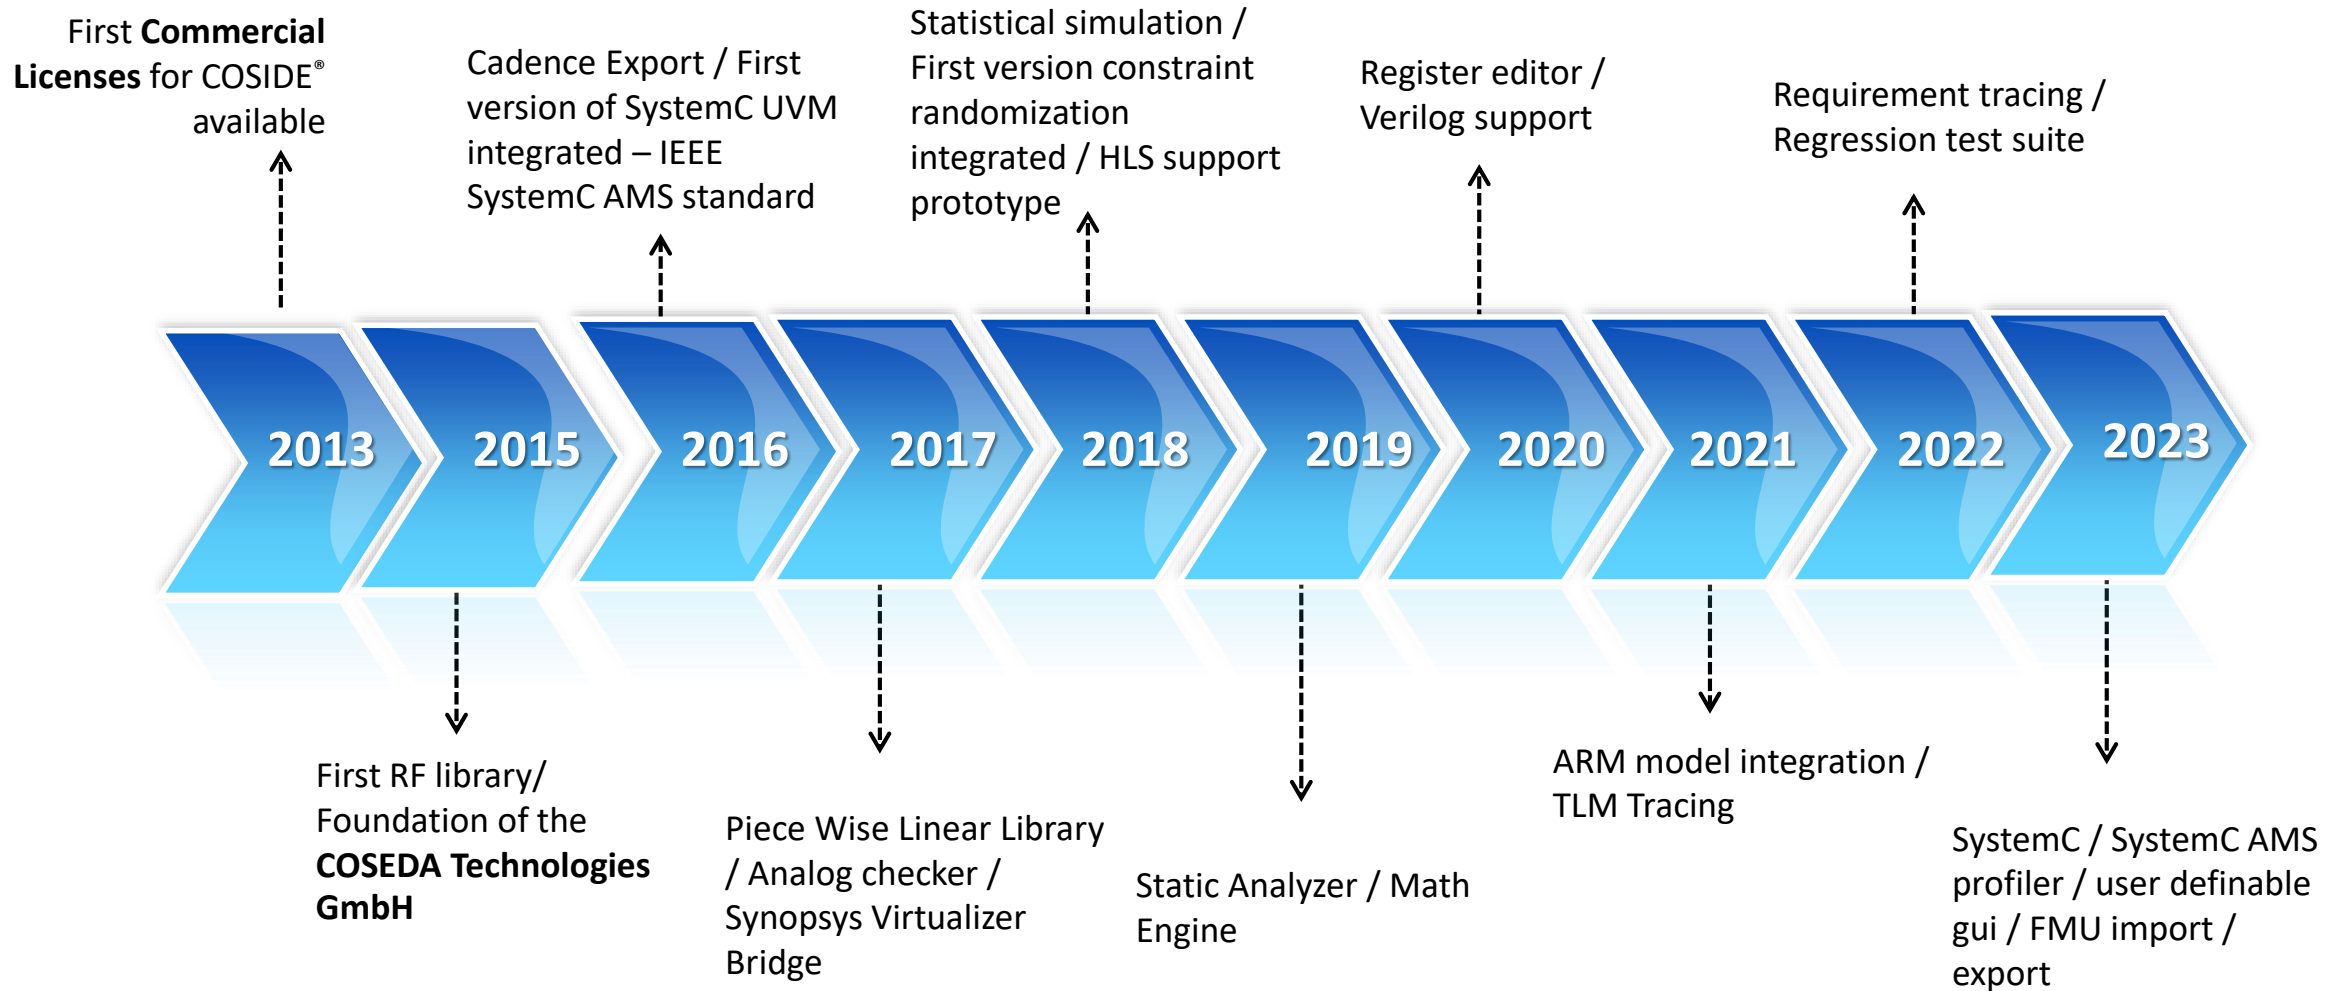 First Commercial
Licenses for COSIDE®
available
Cadence Export / First
version of SystemC UVM
integrated – IEEE
SystemC AMS standard
Statistical simulation /
First version constraint
randomization
integrated / HLS support
prototype
Register editor /
Verilog support
Requirement tracing /
Regression test suite
2013
2015
2016
2017
2018
2019
2020
2021
2022
2023
First RF library/
Foundation of the
COSEDA Technologies
GmbH
Piece Wise Linear Library
/ Analog checker /
Synopsys Virtualizer
Bridge
Static Analyzer / Math
Engine
ARM model integration /
TLM Tracing
SystemC / SystemC AMS
profiler / user definable
gui / FMU import /
export